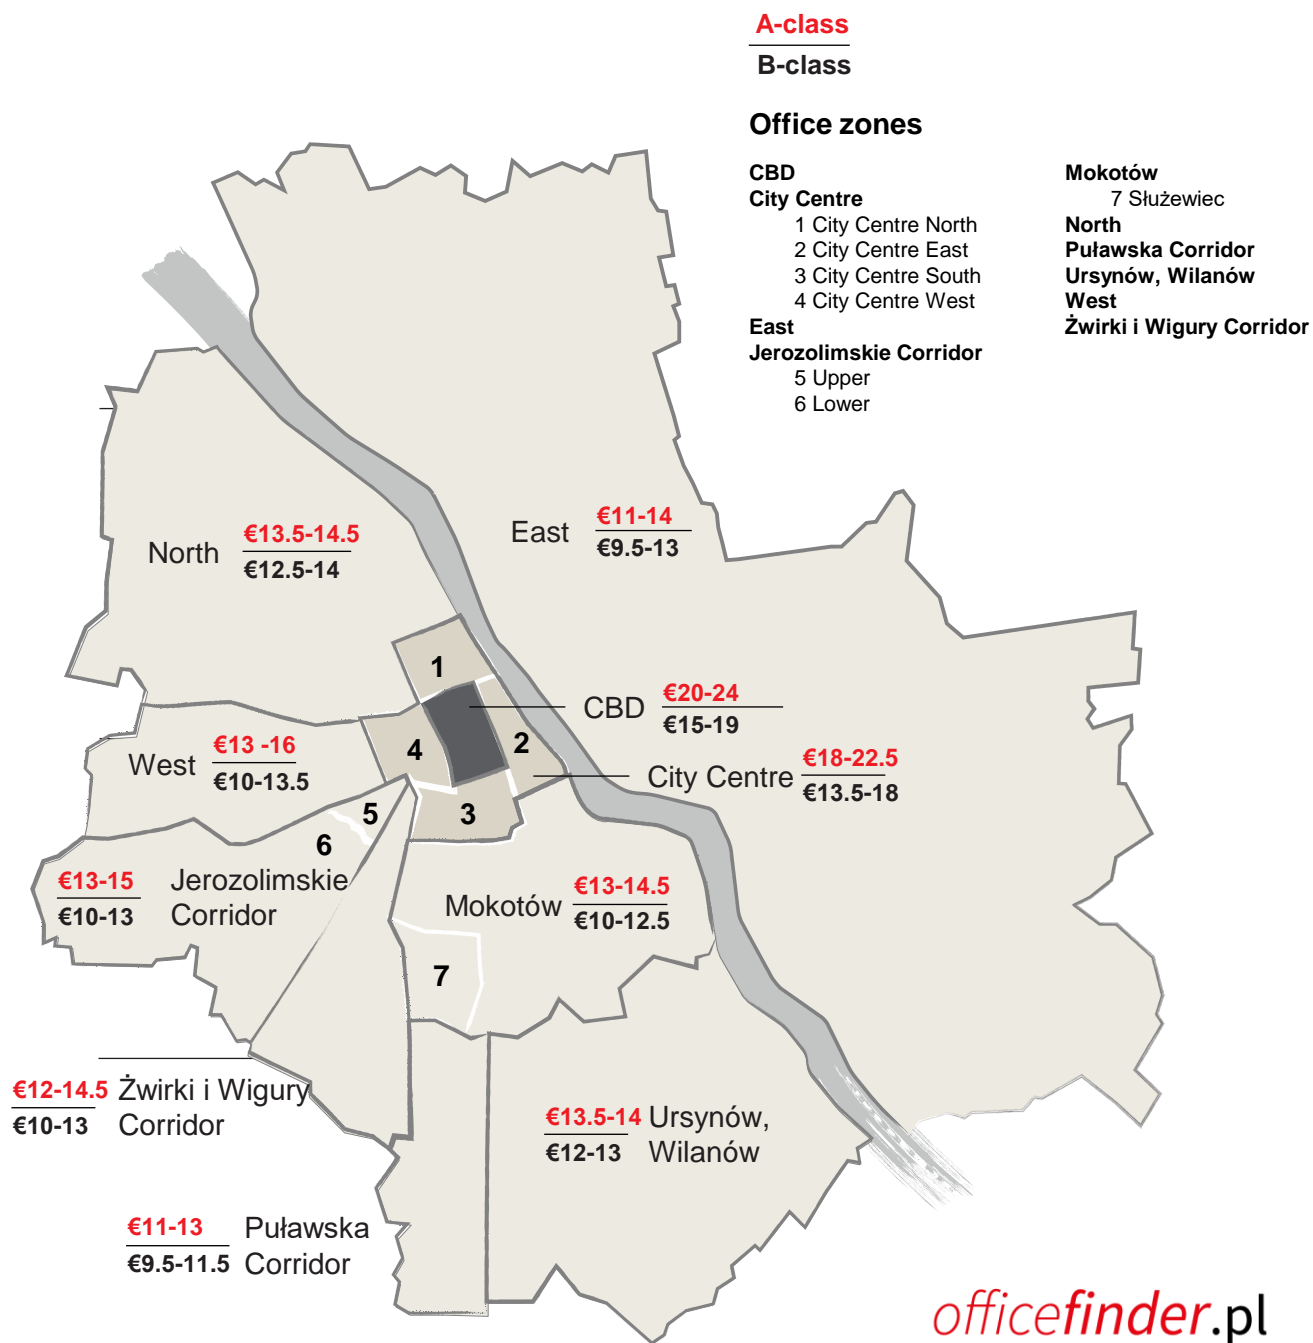 A-class
B-class
Office zones
CBD
City Centre
1 City Centre North
2 City Centre East
3 City Centre South
4 City Centre West
East
Jerozolimskie Corridor
5 Upper
6 Lower
Mokotów
7 Służewiec
North
Puławska Corridor
Ursynów, Wilanów
West
Żwirki i Wigury Corridor
North
€13.5-14.5
€12.5-14
East
€11-14
€9.5-13
1
CBD
€20-24
€15-19
2
4
West
€13 -16
€10-13.5
City Centre
€18-22.5
€13.5-18
5
3
6
€13-15
€10-13
Jerozolimskie
Corridor
Mokotów
€13-14.5
€10-12.5
7
€12-14.5
€10-13
Żwirki i Wigury
Corridor
€13.5-14
€12-13
Ursynów,
Wilanów
€11-13
€9.5-11.5
Puławska
Corridor
officefinder.pl